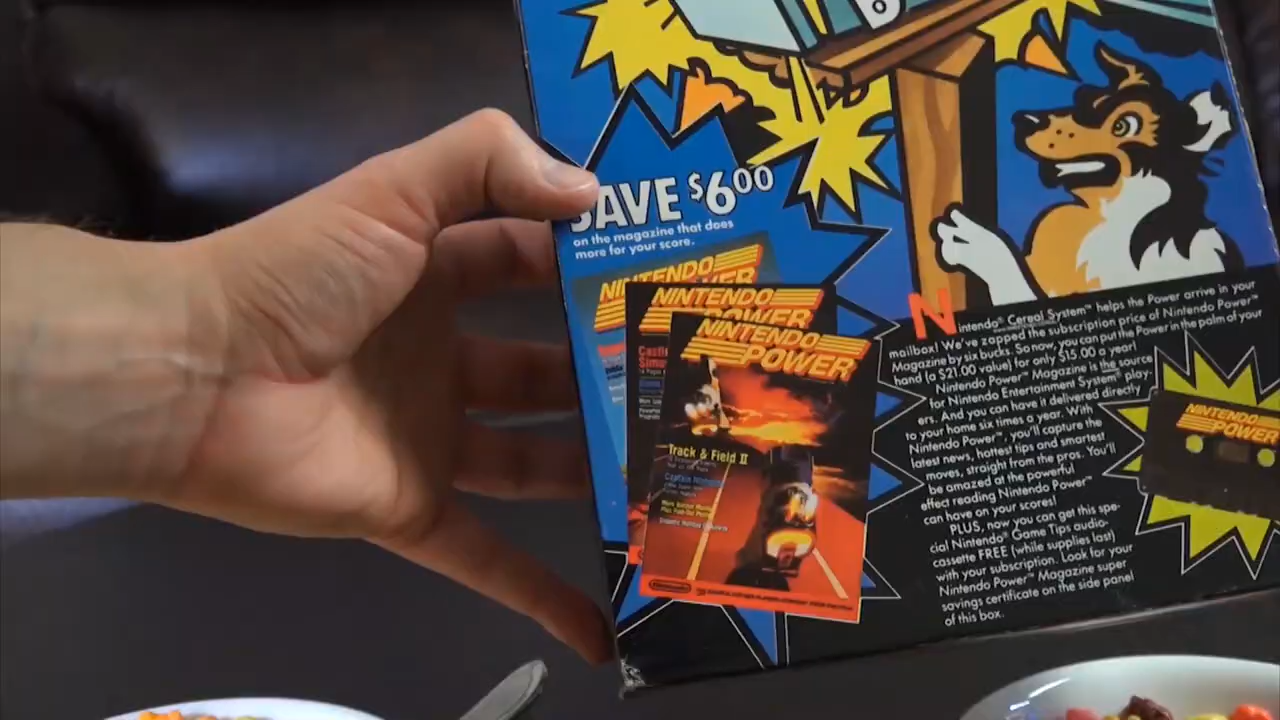 SAVE $6.00
on the magazine that does
more for your score.
NINTENDO
POWER
NINTENDO
POWER
NINTENDO
POWER
Track & Field II
Nintendo® Cereal System™ helps the Power arrive in your
mailbox! We've zapped the subscription price of Nintendo Power™
Magazine by six bucks. So now, you can put the Power in the palm of your
hand (a $21.00 value) for only $15.00 a year!
Nintendo Power™ Magazine is the source
for Nintendo Entertainment System® play-
ers. And you can have it delivered directly
to your home six times a year. With
Nintendo Power™, you'll capture the
latest news, hottest tips and smartest
moves, straight from the pros. You'll
be amazed at the powerful
effect reading Nintendo Power™
can have on your scores!
PLUS, now you can get this spe-
cial Nintendo® Game Tips audio-
cassette FREE (while supplies last)
with your subscription. Look for your
Nintendo Power™ Magazine super
savings certificate on the side panel
of this box.
NINTENDO
POWER